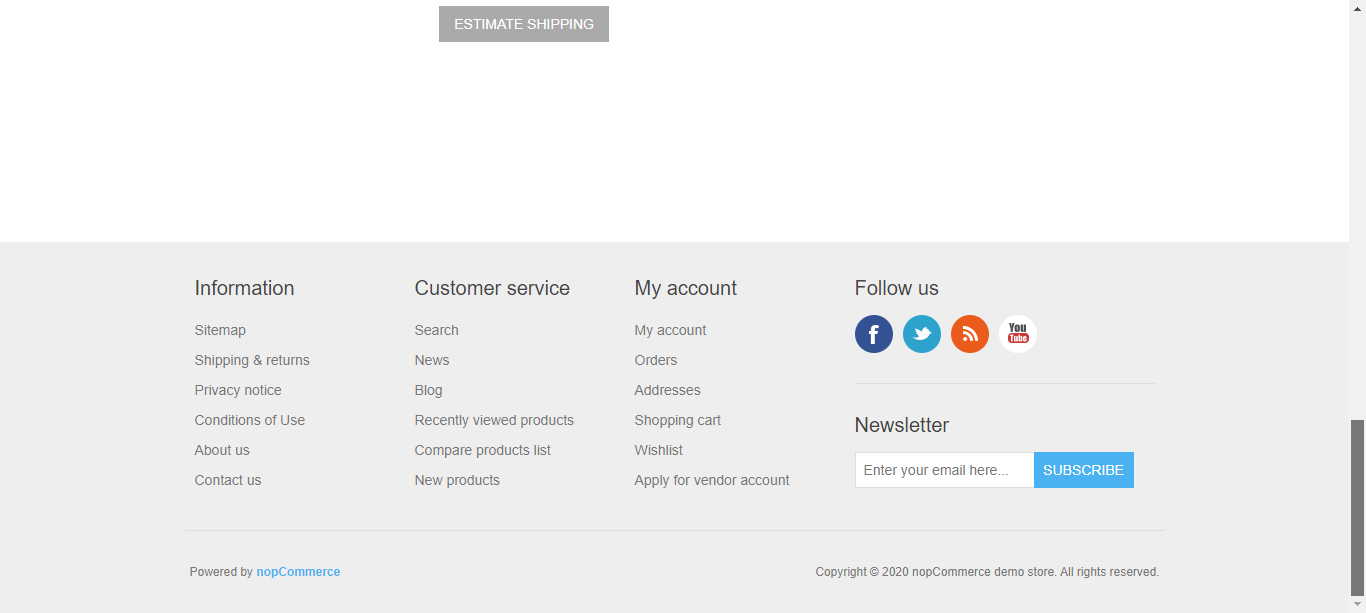 ESTIMATE SHIPPING
Information
Sitemap
Shipping & returns
Privacy notice
Conditions of Use
About us
Contact us
Customer service
Search
News
Blog
Recently viewed products
Compare products list
New products
My account
My account
Orders
Addresses
Shopping cart
Wishlist
Apply for vendor account
Follow us
f
You
Tube
Newsletter
Enter your email here... SUBSCRIBE
Powered by nopCommerce
Copyright © 2020 nopCommerce demo store. All rights reserved.